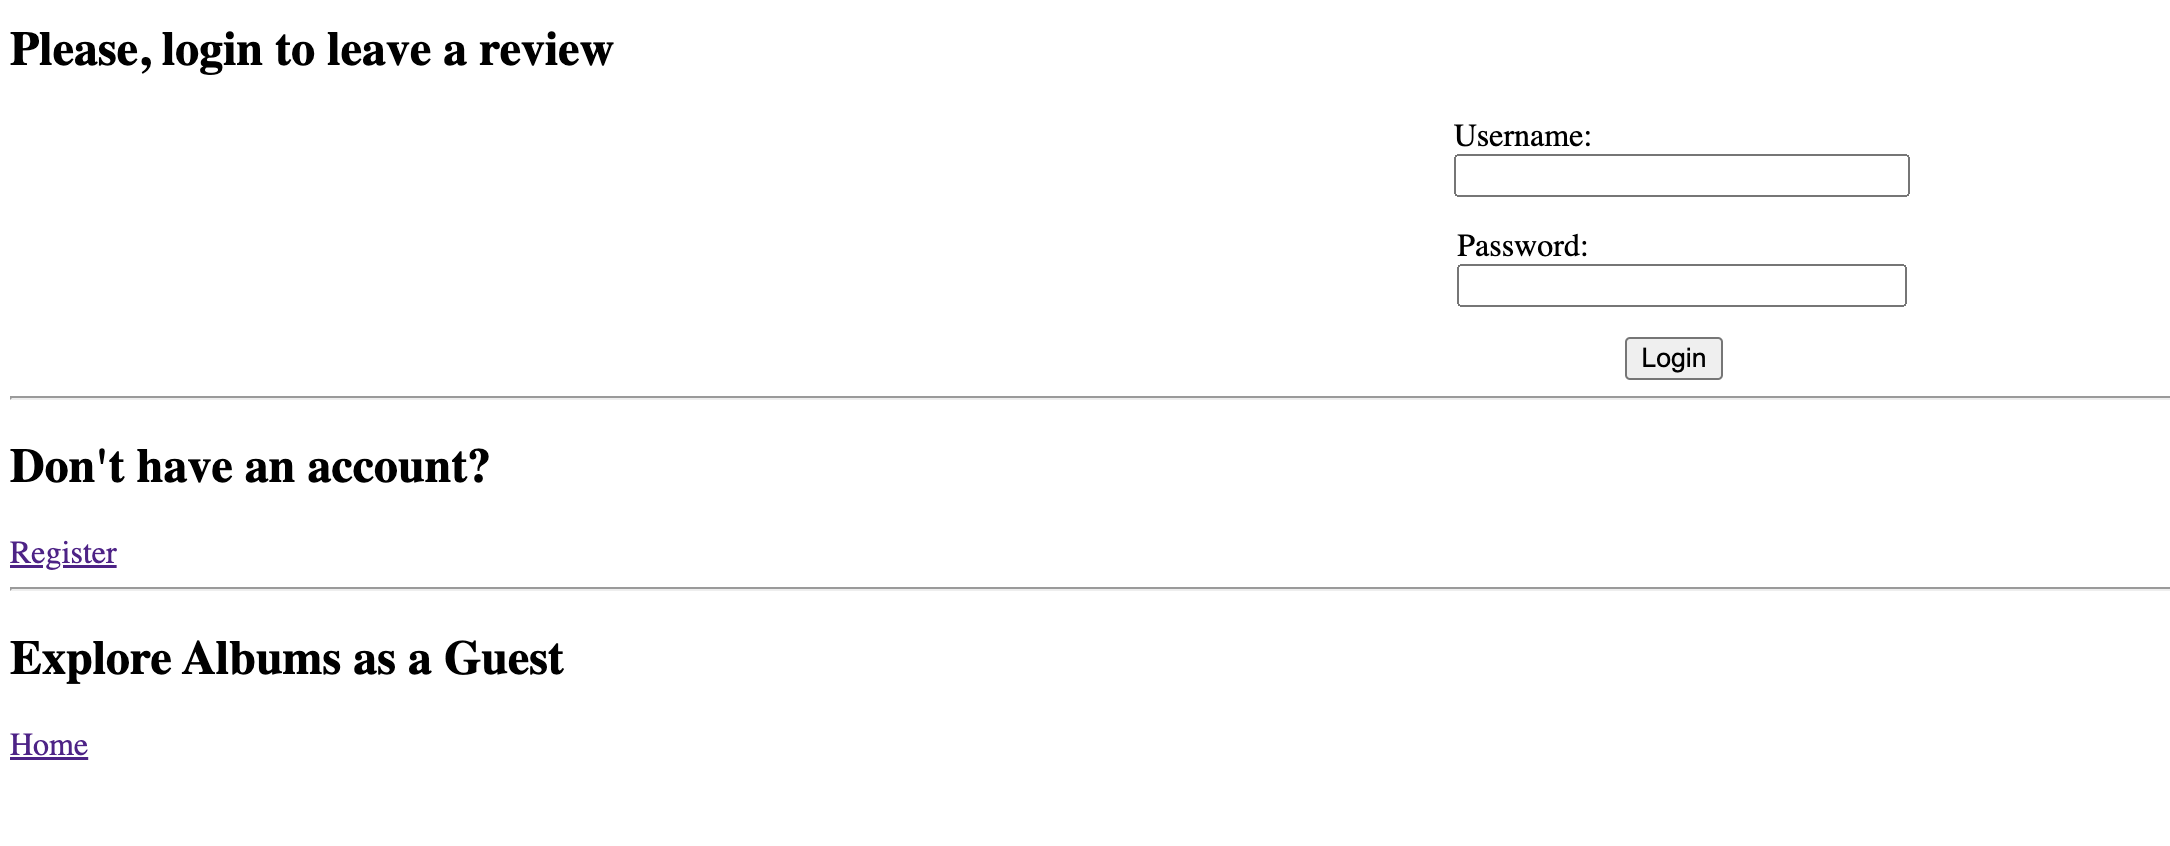 Please, login to leave a review
Username:
Password:
Login
Don't have an account?
Register
Explore Albums as a Guest
Home